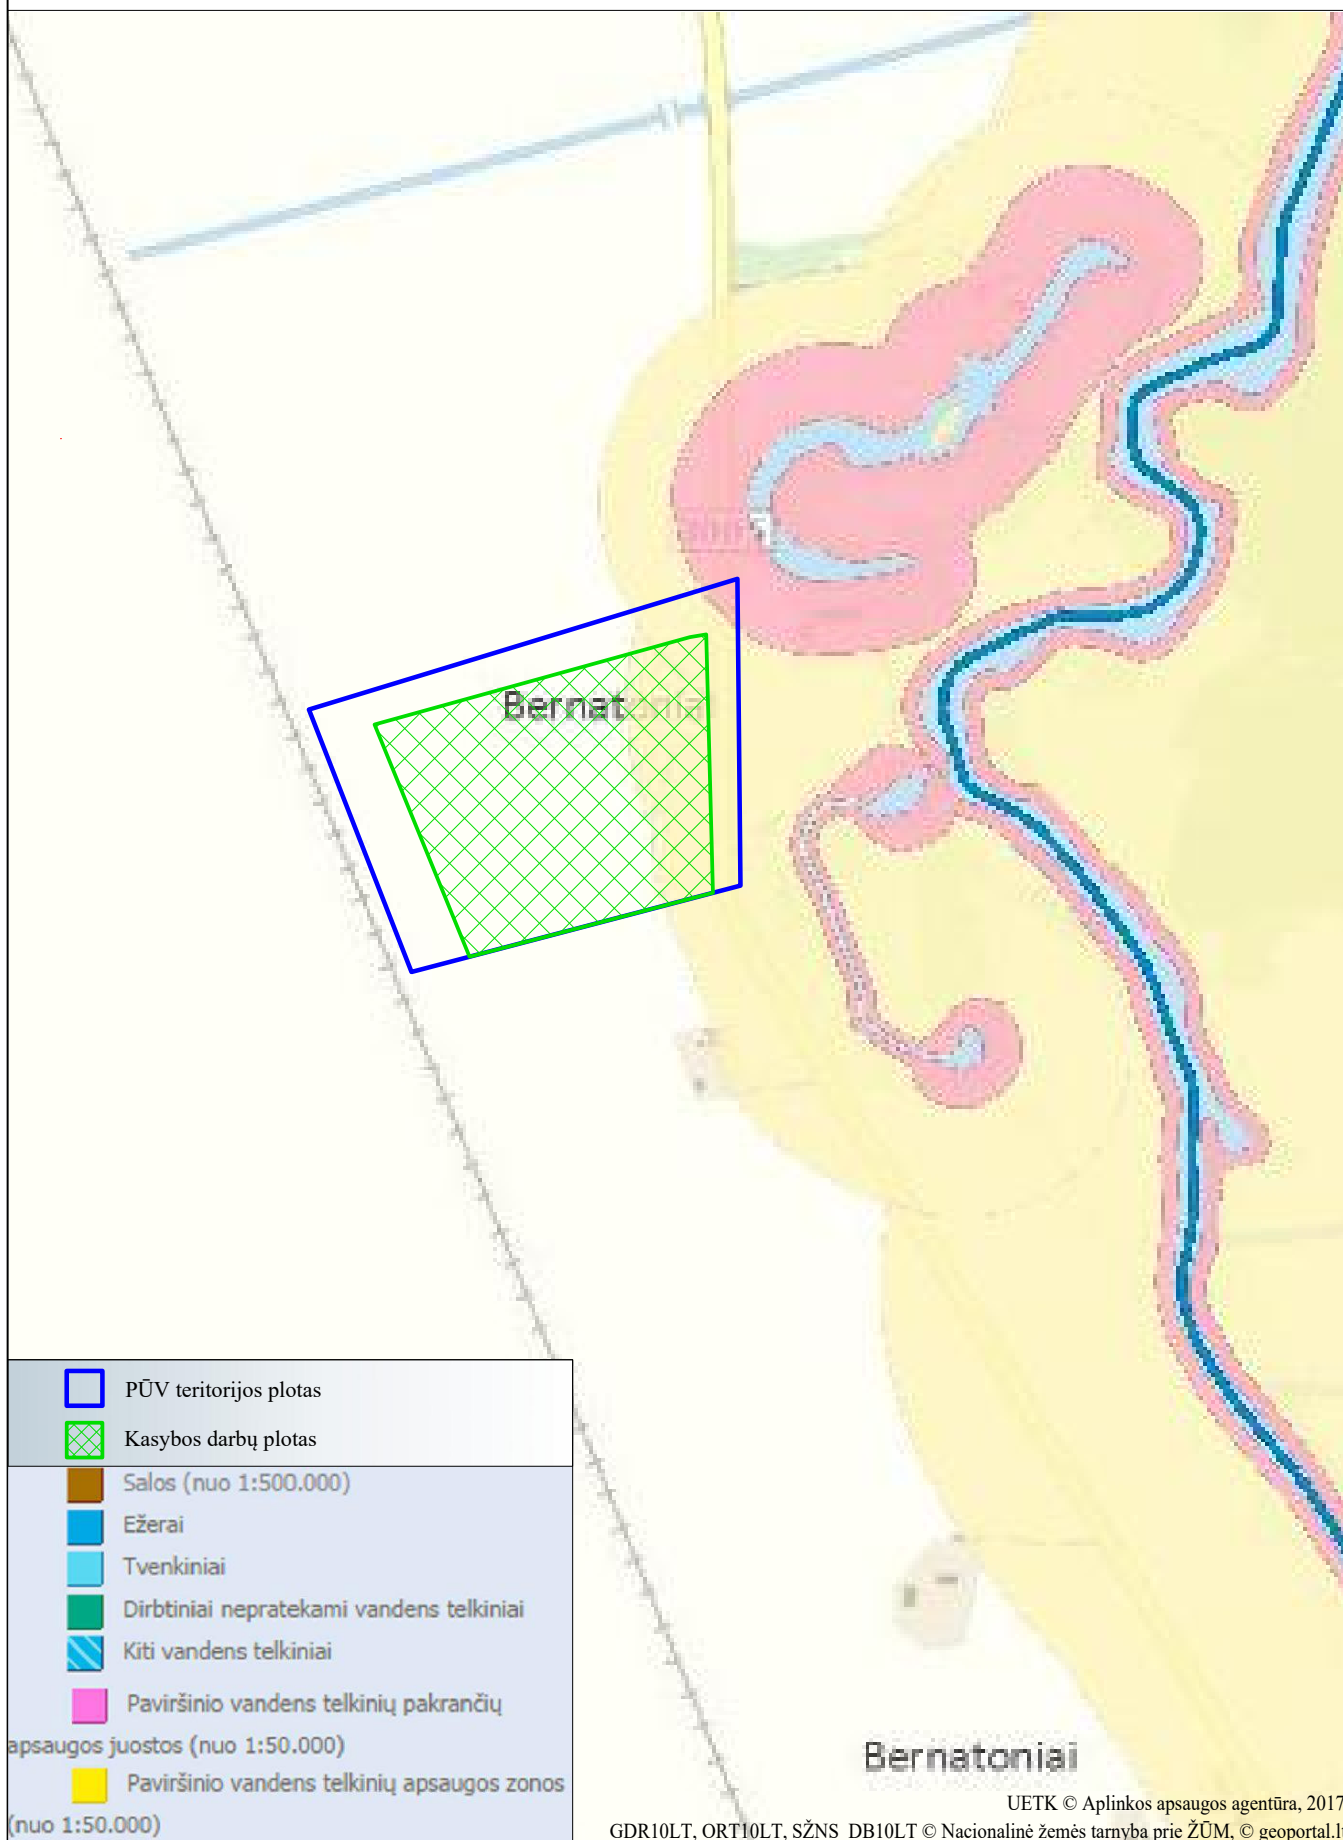 Bernatoniai
PŪV teritorijos plotas
Kasybos darbų plotas
Salos (nuo 1:500.000)
Ežerai
Tvenkiniai
Dirbtiniai nepratekami vandens telkiniai
Kiti vandens telkiniai
Paviršinio vandens telkinių pakrančių
apsaugos juostos (nuo 1:50.000)
Paviršinio vandens telkinių apsaugos zonos
(nuo 1:50.000)
Bernatoniai
UETK © Aplinkos apsaugos agentūra, 2017
GDR10LT, ORT10LT, SŽNS_DB10LT © Nacionalinė žemės tarnyba prie ŽŪM, © geoportal.l